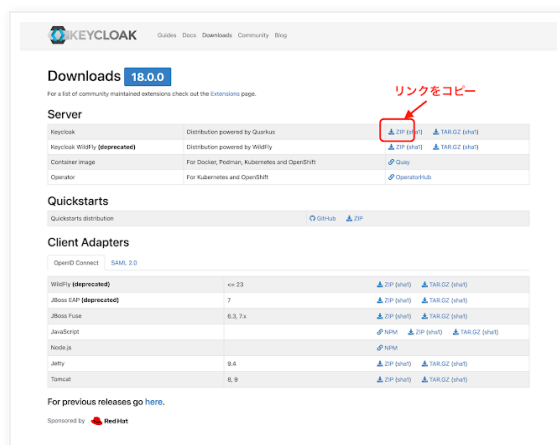 KEYCLOAK Guides Docs Downloads Community Blog
Downloads 18.0.0
For a list of community maintained extensions check out the Extensions page.
リンクをコピー
Server
Keycloak Distribution powered by Quarkus ZIP (sha1) TAR.GZ (sha1)
Keycloak WildFly (deprecated) Distribution powered by WildFly ZIP (sha1) TAR.GZ (sha1)
Container image For Docker, Podman, Kubernetes and OpenShift Quay
Operator For Kubernetes and OpenShift OperatorHub
Quickstarts
Quickstarts distribution GitHub ZIP
Client Adapters
OpenID Connect SAML 2.0
WildFly (deprecated) <= 23 ZIP (sha1) TAR.GZ (sha1)
JBoss EAP (deprecated) 7 ZIP (sha1) TAR.GZ (sha1)
JBoss Fuse 6.3, 7.x ZIP (sha1) TAR.GZ (sha1)
JavaScript NPM ZIP (sha1) TAR.GZ (sha1)
Node.js NPM
Jetty 9.4 ZIP (sha1) TAR.GZ (sha1)
Tomcat 8, 9 ZIP (sha1) TAR.GZ (sha1)
For previous releases go here.
Sponsored by Red Hat